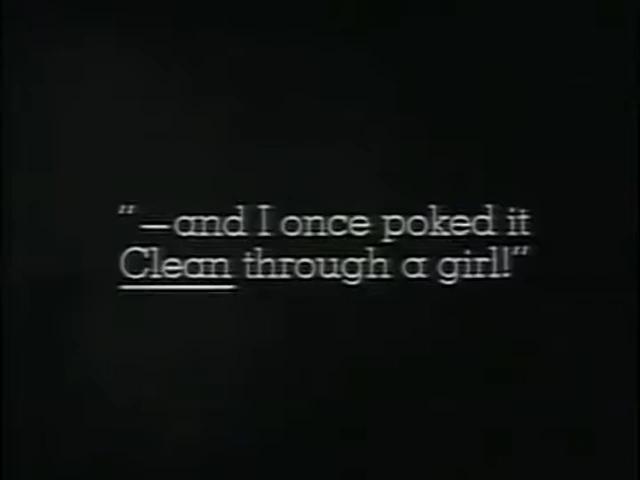 “—and I once poked it
Clean through a girl!“